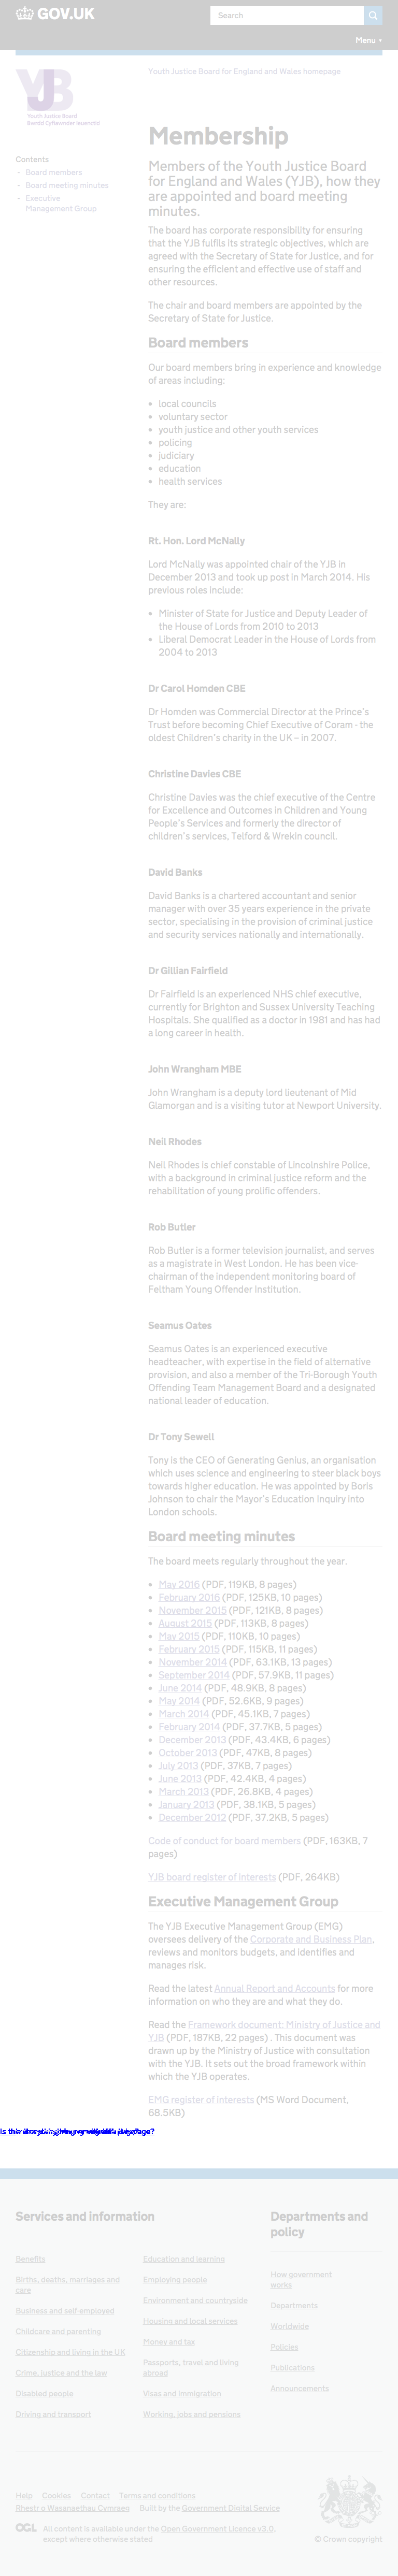 GOV.UK
Search
Menu
Youth Justice Board for England and Wales homepage
YJB
Youth Justice Board
Bwrdd Cyfiawnder Ieuenctid
Contents
Board members
Board meeting minutes
Executive
Management Group
Membership
Members of the Youth Justice Board
for England and Wales (YJB), how they
are appointed and board meeting
minutes.
The board has corporate responsibility for ensuring
that the YJB fulfils its strategic objectives, which are
agreed with the Secretary of State for Justice, and for
ensuring the efficient and effective use of staff and
other resources.
The chair and board members are appointed by the
Secretary of State for Justice.
Board members
Our board members bring in experience and knowledge
of areas including:
local councils
voluntary sector
youth justice and other youth services
policing
judiciary
education
health services
They are:
Rt. Hon. Lord McNally
Lord McNally was appointed chair of the YJB in
December 2013 and took up post in March 2014. His
previous roles include:
Minister of State for Justice and Deputy Leader of
the House of Lords from 2010 to 2013
Liberal Democrat Leader in the House of Lords from
2004 to 2013
Dr Carol Homden CBE
Dr Homden was Commercial Director at the Prince's
Trust before becoming Chief Executive of Coram - the
oldest Children's charity in the UK – in 2007.
Christine Davies CBE
Christine Davies was the chief executive of the Centre
for Excellence and Outcomes in Children and Young
People's Services and formerly the director of
children's services, Telford & Wrekin council.
David Banks
David Banks is a chartered accountant and senior
manager with over 35 years experience in the private
sector, specialising in the provision of criminal justice
and security services nationally and internationally.
Dr Gillian Fairfield
Dr Fairfield is an experienced NHS chief executive,
currently for Brighton and Sussex University Teaching
Hospitals. She qualified as a doctor in 1981 and has had
a long career in health.
John Wrangham MBE
John Wrangham is a deputy lord lieutenant of Mid
Glamorgan and is a visiting tutor at Newport University.
Neil Rhodes
Neil Rhodes is chief constable of Lincolnshire Police,
with a background in criminal justice reform and the
rehabilitation of young prolific offenders.
Rob Butler
Rob Butler is a former television journalist, and serves
as a magistrate in West London. He has been vice-
chairman of the independent monitoring board of
Feltham Young Offender Institution.
Seamus Oates
Seamus Oates is an experienced executive
headteacher, with expertise in the field of alternative
provision, and also a member of the Tri-Borough Youth
Offending Team Management Board and a designated
national leader of education.
Dr Tony Sewell
Tony is the CEO of Generating Genius, an organisation
which uses science and engineering to steer black boys
towards higher education. He was appointed by Boris
Johnson to chair the Mayor's Education Inquiry into
London schools.
Board meeting minutes
The board meets regularly throughout the year.
May 2016 (PDF, 119KB, 8 pages)
February 2016 (PDF, 125KB, 10 pages)
November 2015 (PDF, 121KB, 8 pages)
August 2015 (PDF, 113KB, 8 pages)
May 2015 (PDF, 110KB, 10 pages)
February 2015 (PDF, 115KB, 11 pages)
November 2014 (PDF, 63.1KB, 13 pages)
September 2014 (PDF, 57.9KB, 11 pages)
June 2014 (PDF, 48.9KB, 8 pages)
May 2014 (PDF, 52.6KB, 9 pages)
March 2014 (PDF, 45.1KB, 7 pages)
February 2014 (PDF, 37.7KB, 5 pages)
December 2013 (PDF, 43.4KB, 6 pages)
October 2013 (PDF, 47KB, 8 pages)
July 2013 (PDF, 37KB, 7 pages)
June 2013 (PDF, 42.4KB, 4 pages)
March 2013 (PDF, 26.8KB, 4 pages)
January 2013 (PDF, 38.1KB, 5 pages)
December 2012 (PDF, 37.2KB, 5 pages)
Code of conduct for board members (PDF, 163KB, 7
pages)
YJB board register of interests (PDF, 264KB)
Executive Management Group
The YJB Executive Management Group (EMG)
oversees delivery of the Corporate and Business Plan,
reviews and monitors budgets, and identifies and
manages risk.
Read the latest Annual Report and Accounts for more
information on who they are and what they do.
Read the Framework document: Ministry of Justice and
YJB (PDF, 187KB, 22 pages) . This document was
drawn up by the Ministry of Justice with consultation
with the YJB. It sets out the broad framework within
which the YJB operates.
EMG register of interests (MS Word Document,
68.5KB)
Services and information
Benefits
Births, deaths, marriages and
care
Business and self-employed
Childcare and parenting
Citizenship and living in the UK
Crime, justice and the law
Disabled people
Driving and transport
Education and learning
Employing people
Environment and countryside
Housing and local services
Money and tax
Passports, travel and living
abroad
Visas and immigration
Working, jobs and pensions
Departments and
policy
How government
works
Departments
Worldwide
Policies
Publications
Announcements
Help Cookies Contact Terms and conditions
Rhestr o Wasanaethau Cymraeg Built by the Government Digital Service
OGL All content is available under the Open Government Licence v3.0,
except where otherwise stated
© Crown copyright